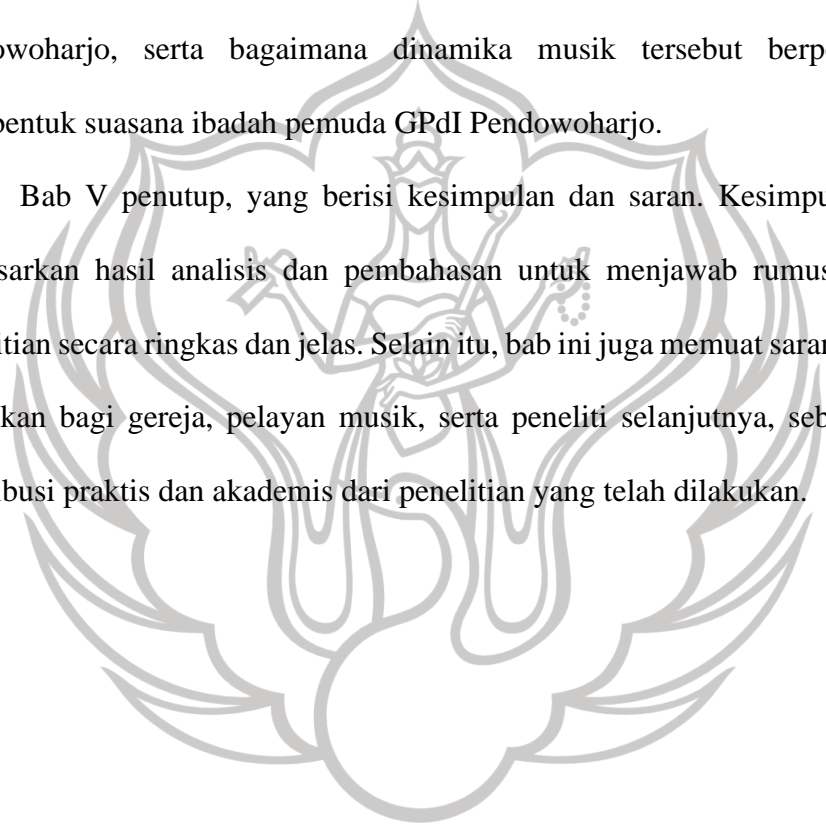 owoharjo, serta bagaimana dinamika musik tersebut berp
bentuk suasana ibadah pemuda GPdI Pendowoharjo.
Bab V penutup, yang berisi kesimpulan dan saran. Kesimpu
sarkan hasil analisis dan pembahasan untuk menjawab rumus
itian secara ringkas dan jelas. Selain itu, bab ini juga memuat saran
kan bagi gereja, pelayan musik, serta peneliti selanjutnya, seb
ibusi praktis dan akademis dari penelitian yang telah dilakukan.